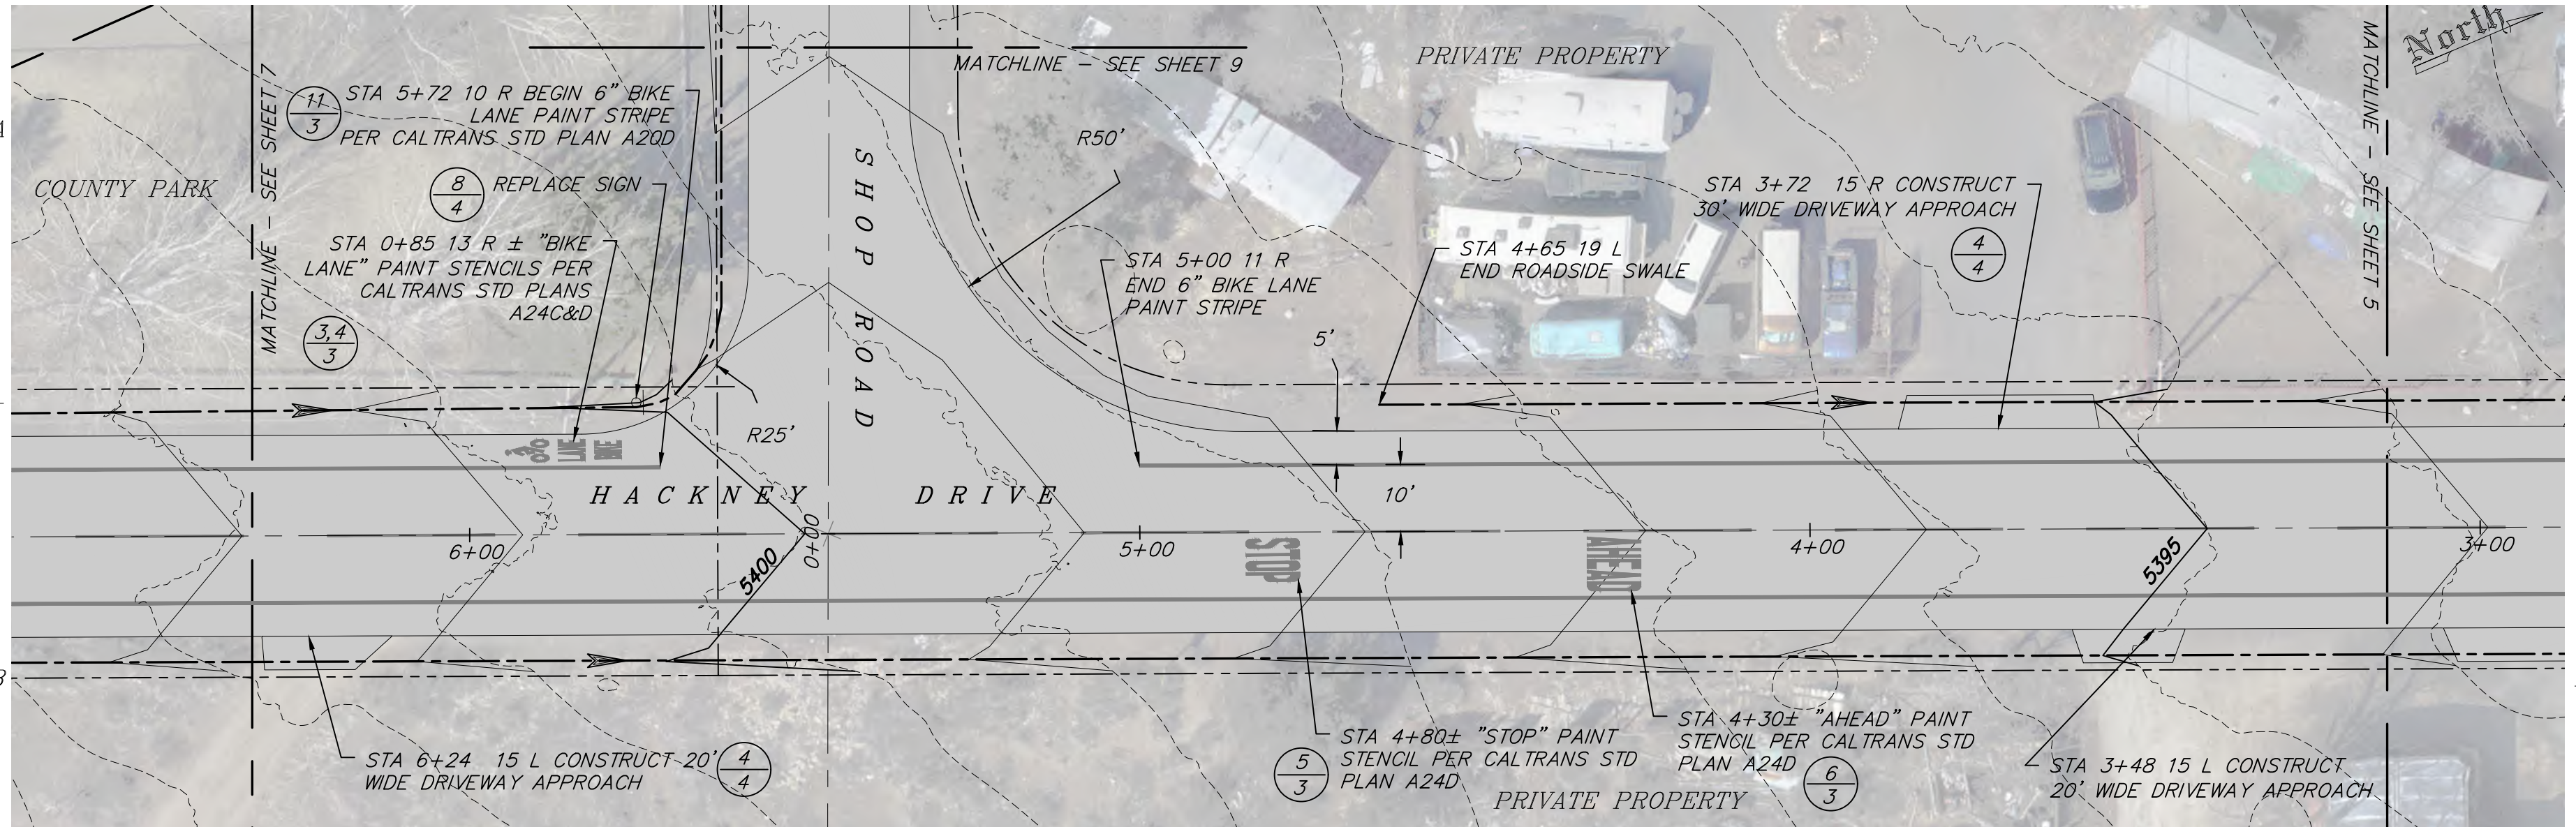 North
MATCHLINE - SEE SHEET 9
PRIVATE PROPERTY
MATCHLINE - SEE SHEET 7
MATCHLINE - SEE SHEET 5
11
3
STA 5+72 10 R BEGIN 6" BIKE
LANE PAINT STRIPE
PER CALTRANS STD PLAN A20D
COUNTY PARK
8
4
REPLACE SIGN
STA 0+85 13 R ± "BIKE
LANE" PAINT STENCILS PER
CALTRANS STD PLANS
A24C&D
3,4
3
SHOP ROAD
R50'
STA 5+00 11 R
END 6" BIKE LANE
PAINT STRIPE
STA 4+65 19 L
END ROADSIDE SWALE
STA 3+72 15 R CONSTRUCT
30' WIDE DRIVEWAY APPROACH
4
4
5'
R25'
LANE
BIKE
HACKNEY DRIVE
10'
6+00
0+00
5+00
4+00
3+00
5400
5395
STOP
AHEAD
STA 6+24 15 L CONSTRUCT 20'
WIDE DRIVEWAY APPROACH
4
4
5
3
STA 4+80± "STOP" PAINT
STENCIL PER CALTRANS STD
PLAN A24D
STA 4+30± "AHEAD" PAINT
STENCIL PER CALTRANS STD
PLAN A24D
6
3
PRIVATE PROPERTY
STA 3+48 15 L CONSTRUCT
20' WIDE DRIVEWAY APPROACH